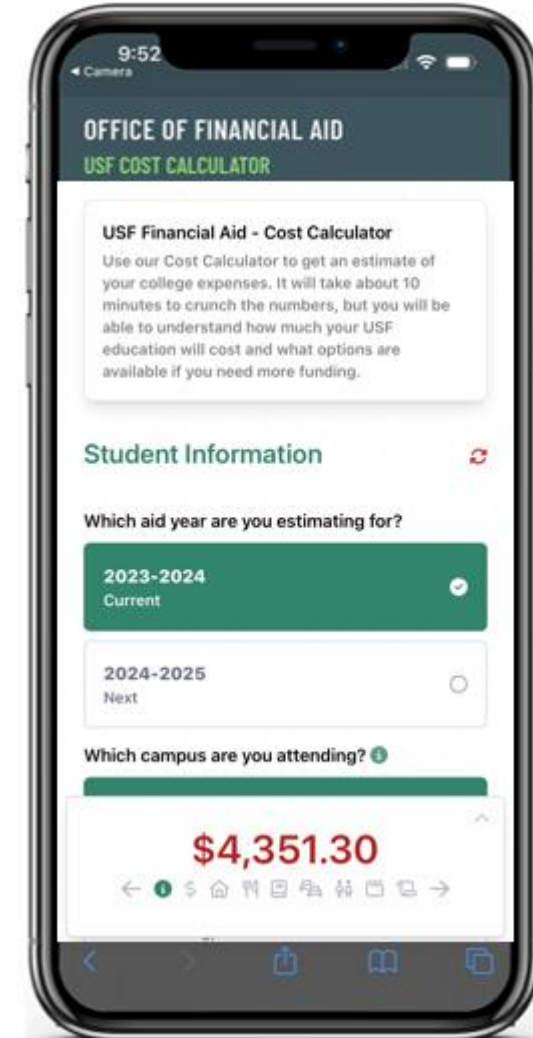 9:52
Camera
OFFICE OF FINANCIAL AID
USF COST CALCULATOR
USF Financial Aid - Cost Calculator
Use our Cost Calculator to get an estimate of
your college expenses. It will take about 10
minutes to crunch the numbers, but you will be
able to understand how much your USF
education will cost and what options are
available if you need more funding.
Student Information
Which aid year are you estimating for?
2023-2024
Current
2024-2025
Next
Which campus are you attending?
$4,351.30